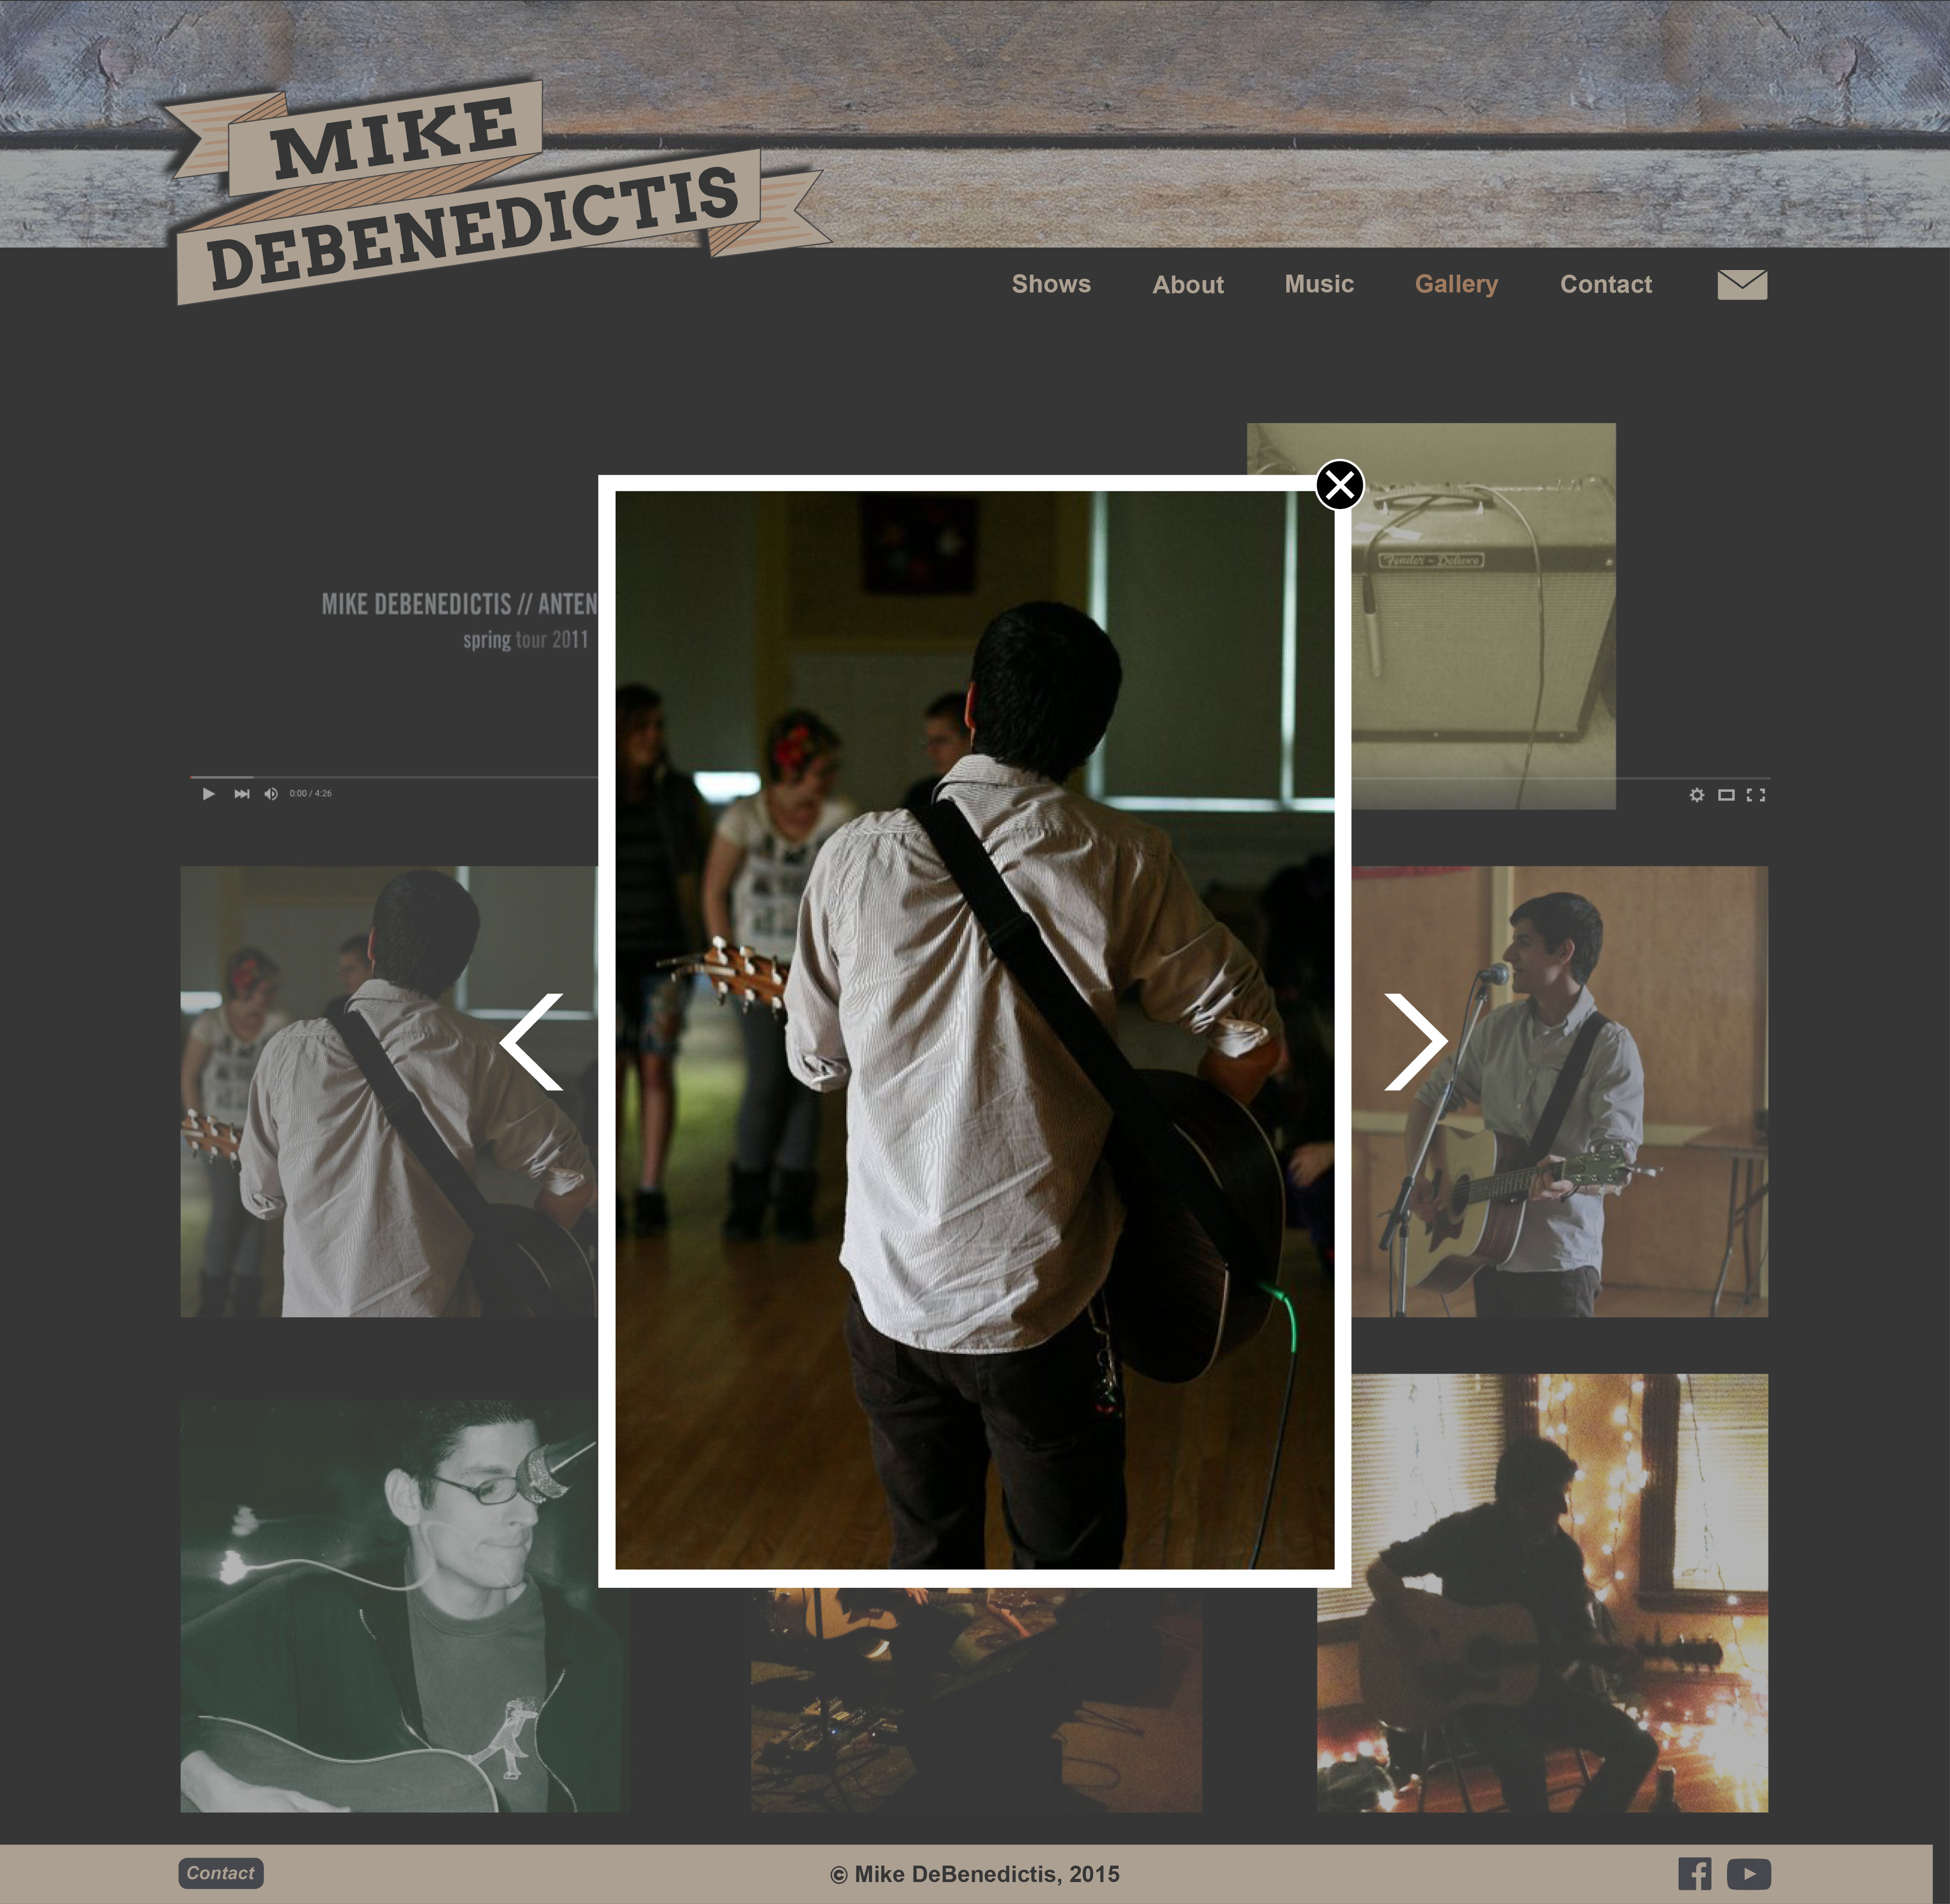 MIKE
DEBENEDICTIS
Shows About Music Gallery Contact
Fender - Deluxe
MIKE DEBENEDICTIS // ANTEN
spring tour 2011
0:00 / 4:26
Contact
© Mike DeBenedictis, 2015